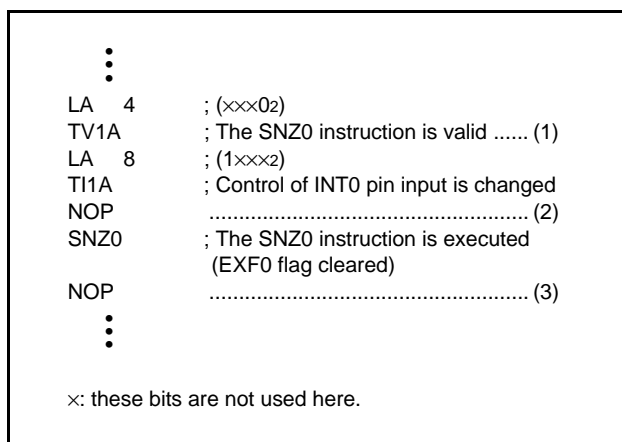 LA 4 ; (×××0₂)
TV1A ; The SNZ0 instruction is valid ...... (1)
LA 8 ; (1×××₂)
TI1A ; Control of INT0 pin input is changed
NOP ...................................................... (2)
SNZ0 ; The SNZ0 instruction is executed
(EXF0 flag cleared)
NOP ...................................................... (3)
×: these bits are not used here.